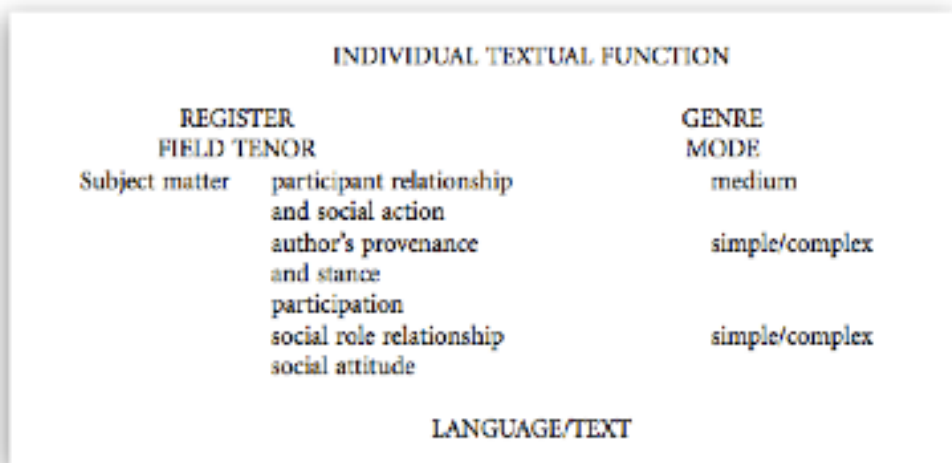 INDIVIDUAL TEXTUAL FUNCTION
REGISTER GENRE
FIELD TENOR MODE
Subject matter participant relationship medium
and social action
author's provenance simple/complex
and stance
participation
social role relationship simple/complex
social attitude
LANGUAGE/TEXT